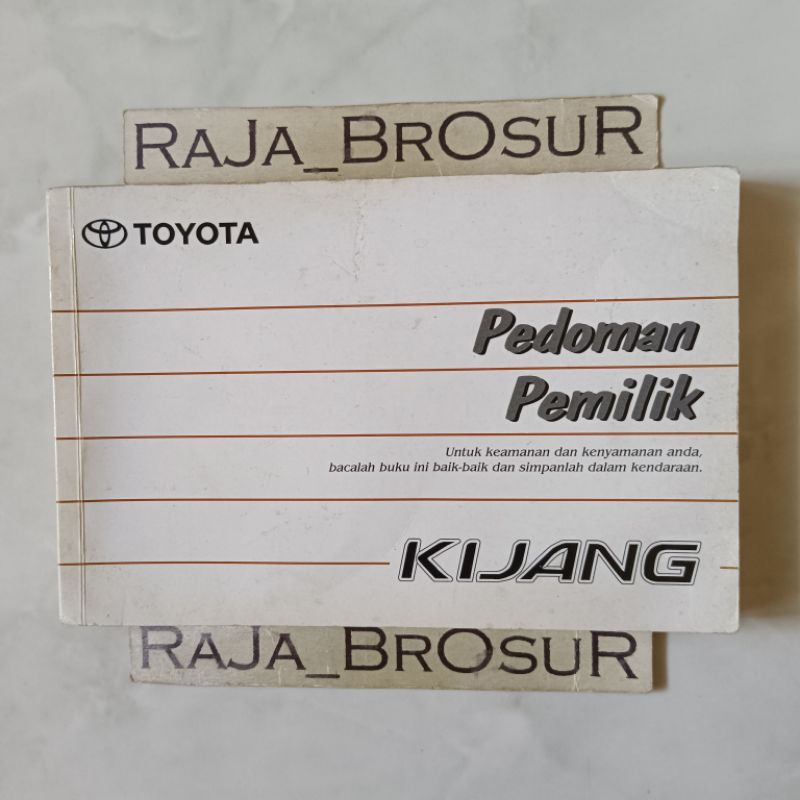 RAJA_BROSUR
TOYOTA
Pedoman
Pemilik
Untuk keamanan dan kenyamanan anda,
bacalah buku ini baik-baik dan simpanlah dalam kendaraan.
KIJANG
RAJA_BROSUR